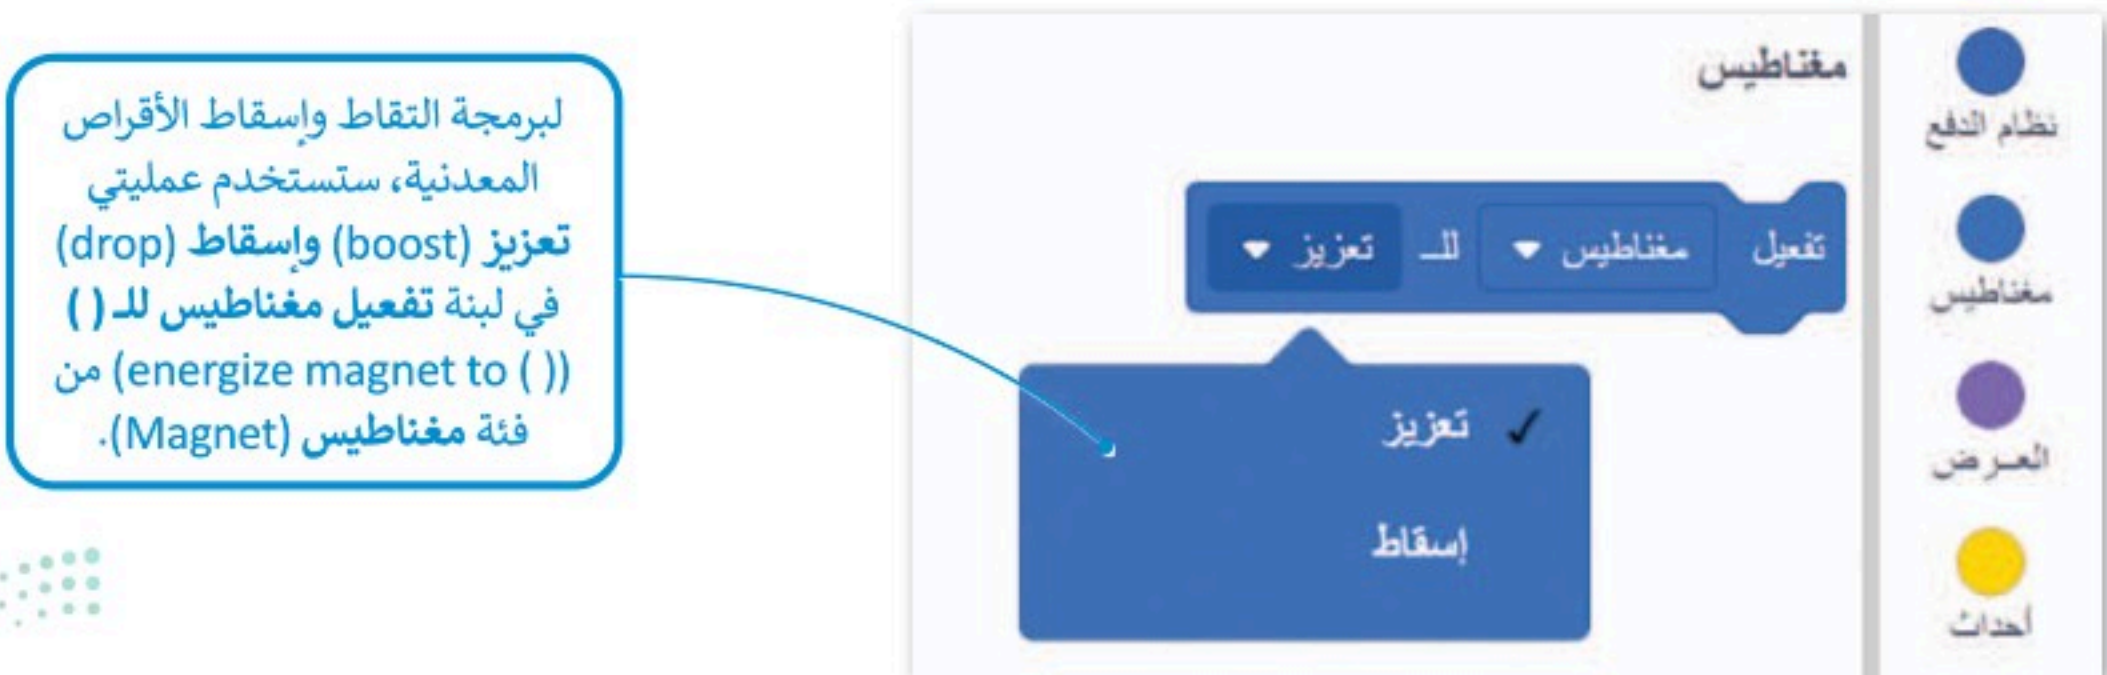 نظام الدفع
مغناطيس
العرض
أحداث
مغناطيس
تفعيل مغناطيس للـ تعزيز
✓ تعزيز
إسقاط
لبرمجة التقاط وإسقاط الأقراص
المعدنية، ستستخدم عمليتي
تعزيز (boost) وإسقاط (drop)
في لبنة تفعيل مغناطيس للـ ( )
(energize magnet to ( )) من
فئة مغناطيس (Magnet).